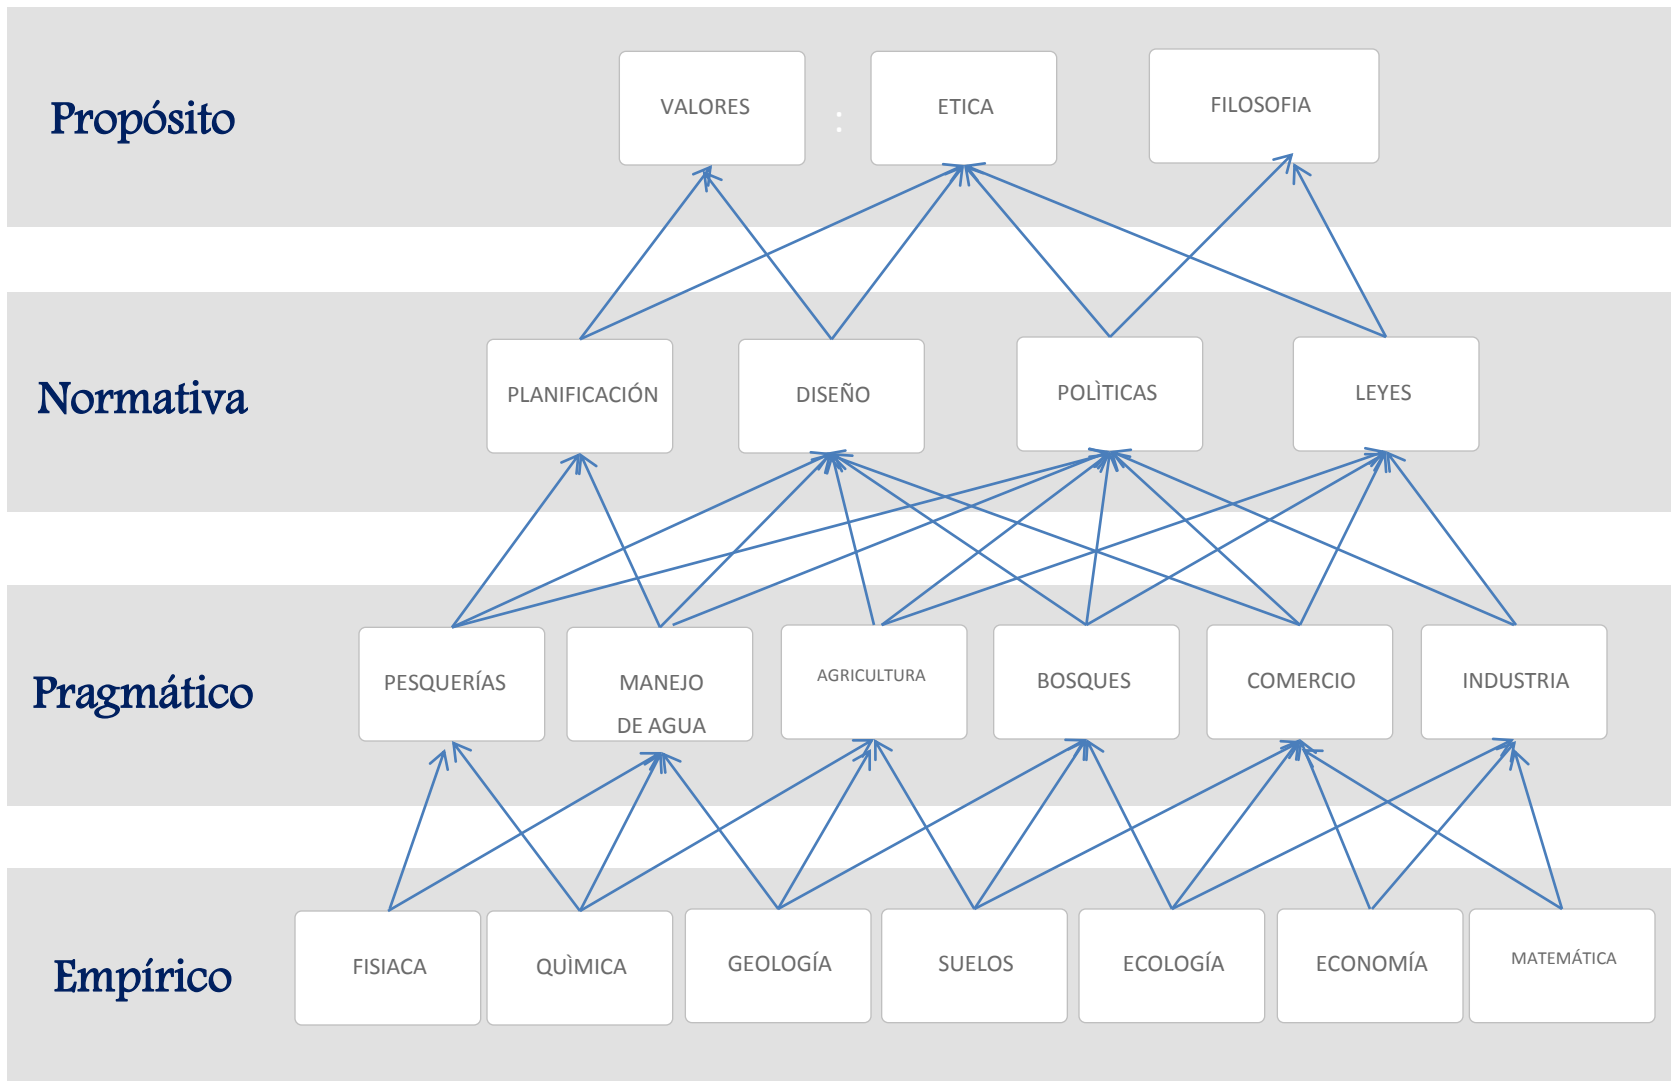 Propósito
VALORES
:
ETICA
FILOSOFIA
Normativa
PLANIFICACIÓN
DISEÑO
POLÌTICAS
LEYES
Pragmático
PESQUERÍAS
MANEJO
DE AGUA
AGRICULTURA
BOSQUES
COMERCIO
INDUSTRIA
Empírico
FISIACA
QUÌMICA
GEOLOGÍA
SUELOS
ECOLOGÍA
ECONOMÍA
MATEMÁTICA